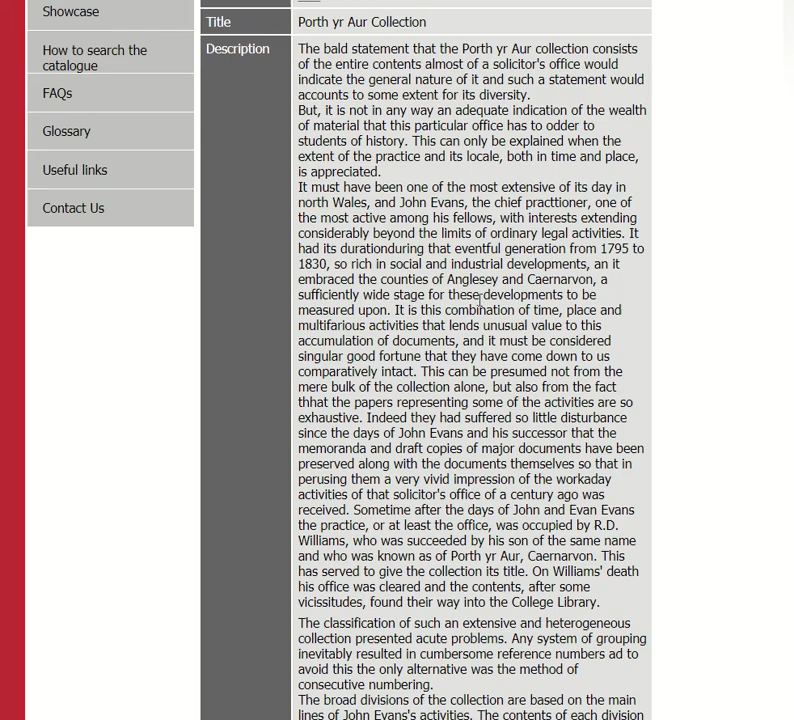 Showcase
How to search the
catalogue
FAQs
Glossary
Useful links
Contact Us
Title
Porth yr Aur Collection
Description
The bald statement that the Porth yr Aur collection consists
of the entire contents almost of a solicitor's office would
indicate the general nature of it and such a statement would
accounts to some extent for its diversity.
But, it is not in any way an adequate indication of the wealth
of material that this particular office has to odder to
students of history. This can only be explained when the
extent of the practice and its locale, both in time and place,
is appreciated.
It must have been one of the most extensive of its day in
north Wales, and John Evans, the chief practtioner, one of
the most active among his fellows, with interests extending
considerably beyond the limits of ordinary legal activities. It
had its durationduring that eventful generation from 1795 to
1830, so rich in social and industrial developments, an it
embraced the counties of Anglesey and Caernarvon, a
sufficiently wide stage for these developments to be
measured upon. It is this combination of time, place and
multifarious activities that lends unusual value to this
accumulation of documents, and it must be considered
singular good fortune that they have come down to us
comparatively intact. This can be presumed not from the
mere bulk of the collection alone, but also from the fact
thhat the papers representing some of the activities are so
exhaustive. Indeed they had suffered so little disturbance
since the days of John Evans and his successor that the
memoranda and draft copies of major documents have been
preserved along with the documents themselves so that in
perusing them a very vivid impression of the workaday
activities of that solicitor's office of a century ago was
received. Sometime after the days of John and Evan Evans
the practice, or at least the office, was occupied by R.D.
Williams, who was succeeded by his son of the same name
and who was known as of Porth yr Aur, Caernarvon. This
has served to give the collection its title. On Williams' death
his office was cleared and the contents, after some
vicissitudes, found their way into the College Library.
The classification of such an extensive and heterogeneous
collection presented acute problems. Any system of grouping
inevitably resulted in cumbersome reference numbers ad to
avoid this the only alternative was the method of
consecutive numbering.
The broad divisions of the collection are based on the main
lines of John Evans's activities. The contents of each division